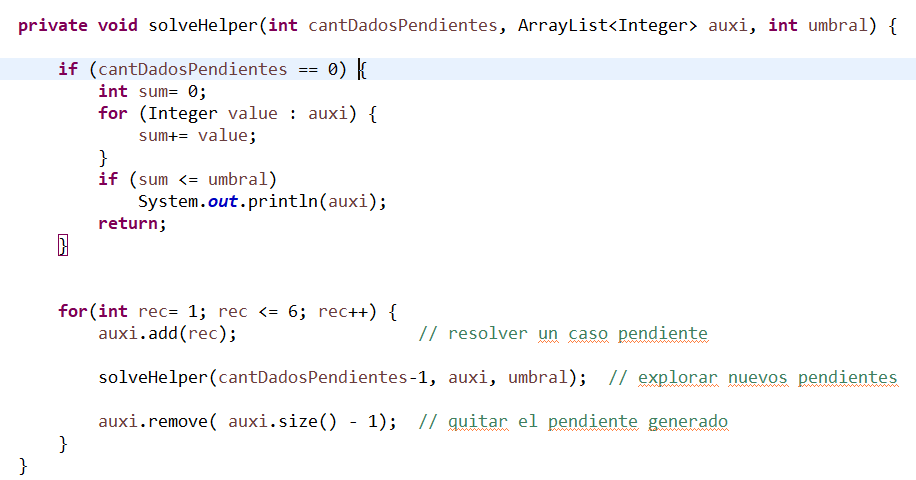 private void solveHelper(int cantDadosPendientes, ArrayList<Integer> auxi, int umbral) {
if (cantDadosPendientes == 0) {
int sum= 0;
for (Integer value : auxi) {
sum+= value;
}
if (sum <= umbral)
System.out.println(auxi);
return;
}
for(int rec= 1; rec <= 6; rec++) {
auxi.add(rec); // resolver un caso pendiente
solveHelper(cantDadosPendientes-1, auxi, umbral); // explorar nuevos pendientes
auxi.remove( auxi.size() - 1); // quitar el pendiente generado
}
}